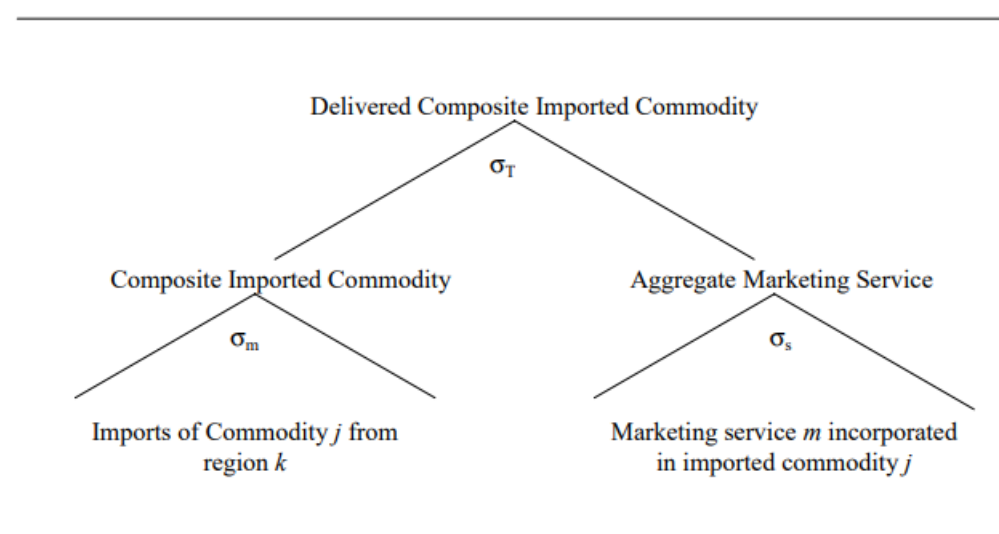 Delivered Composite Imported Commodity
σT
Composite Imported Commodity
Aggregate Marketing Service
σm
σs
Imports of Commodity j from
region k
Marketing service m incorporated
in imported commodity j